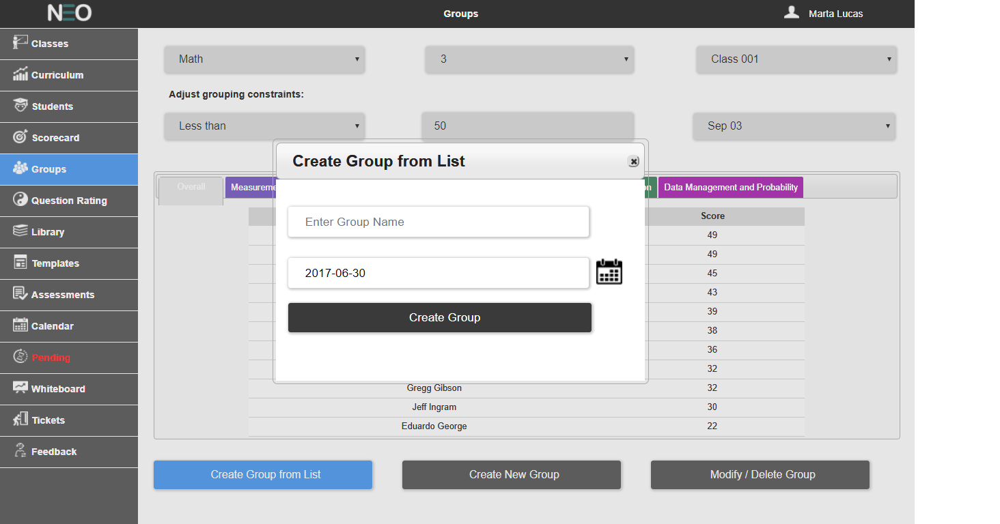 NEO
Groups
Marta Lucas
Classes
Curriculum
Students
Scorecard
Groups
Question Rating
Library
Templates
Assessments
Calendar
Pending
Whiteboard
Tickets
Feedback
Math
3
Class 001
Adjust grouping constraints:
Less than
50
Sep 03
Overall
Data Management and Probability
Create Group from List
Enter Group Name
2017-06-30
Create Group
Score
49
49
45
43
39
38
36
32
Gregg Gibson 32
Jeff Ingram 30
Eduardo George 22
Create Group from List
Create New Group
Modify / Delete Group